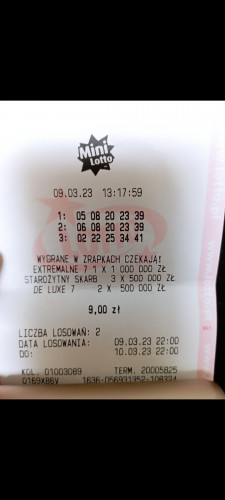 Mini
Lotto
09.03.23 13:17:59
1: 05 08 20 23 39
2: 06 08 20 23 39
3: 02 22 25 34 41
WYGRANE W ZDRAPKACH CZEKAJĄ!
EXTREMALNE 7 1 X 1 000 000 ZŁ
STAROŻYTNY SKARB 3 X 500 000 ZŁ
DE LUXE 7 2 X 500 000 ZŁ
9,00 zł
LICZBA LOSOWAŃ: 2
DATA LOSOWANIA: 09.03.23 22:00
DO: 10.03.23 22:00
KOL. D1003089 TERM. 20005825